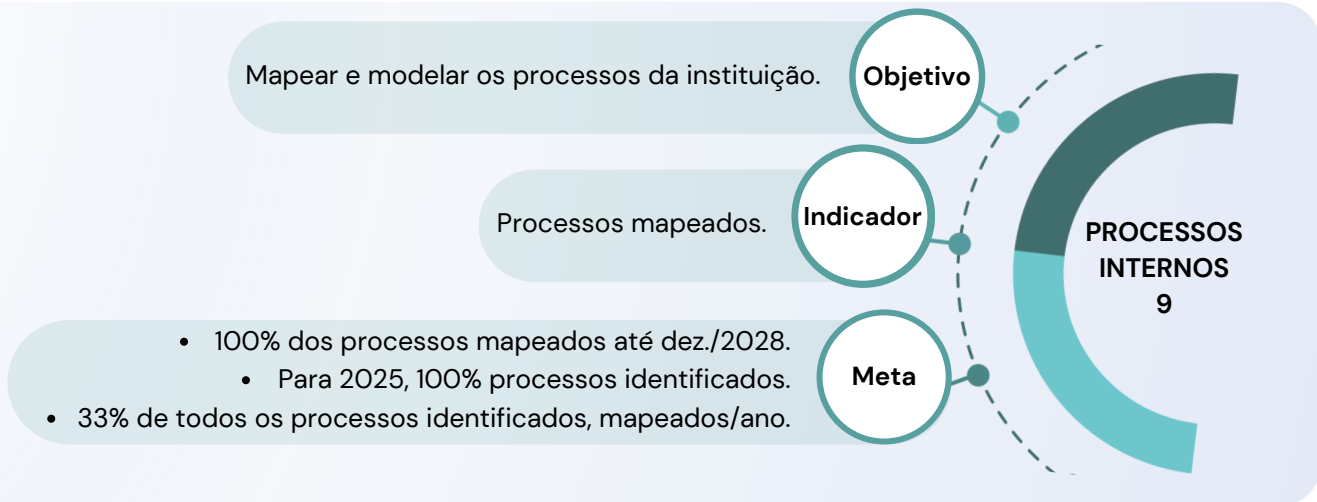 Mapear e modelar os processos da instituição.
Objetivo
Processos mapeados.
Indicador
• 100% dos processos mapeados até dez./2028.
• Para 2025, 100% processos identificados.
• 33% de todos os processos identificados, mapeados/ano.
Meta
PROCESSOS
INTERNOS
9